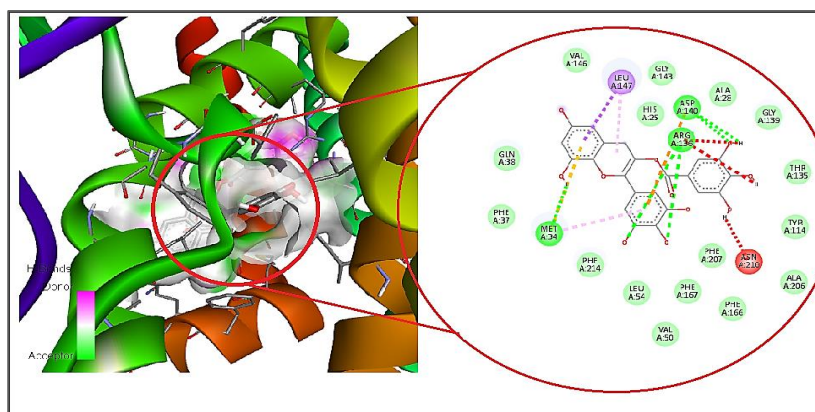 H-Bonds
Donor
Acceptor
VAL
A:146
LEU
A:147
GLY
A:143
HIS
A:25
ASP
A:140
ALA
A:28
ARG
A:136
GLY
A:139
GLN
A:38
THR
A:135
PHE
A:37
MET
A:34
TYR
A:114
PHE
A:214
PHE
A:207
ASN
A:210
LEU
A:54
PHE
A:167
ALA
A:206
PHE
A:166
VAL
A:50